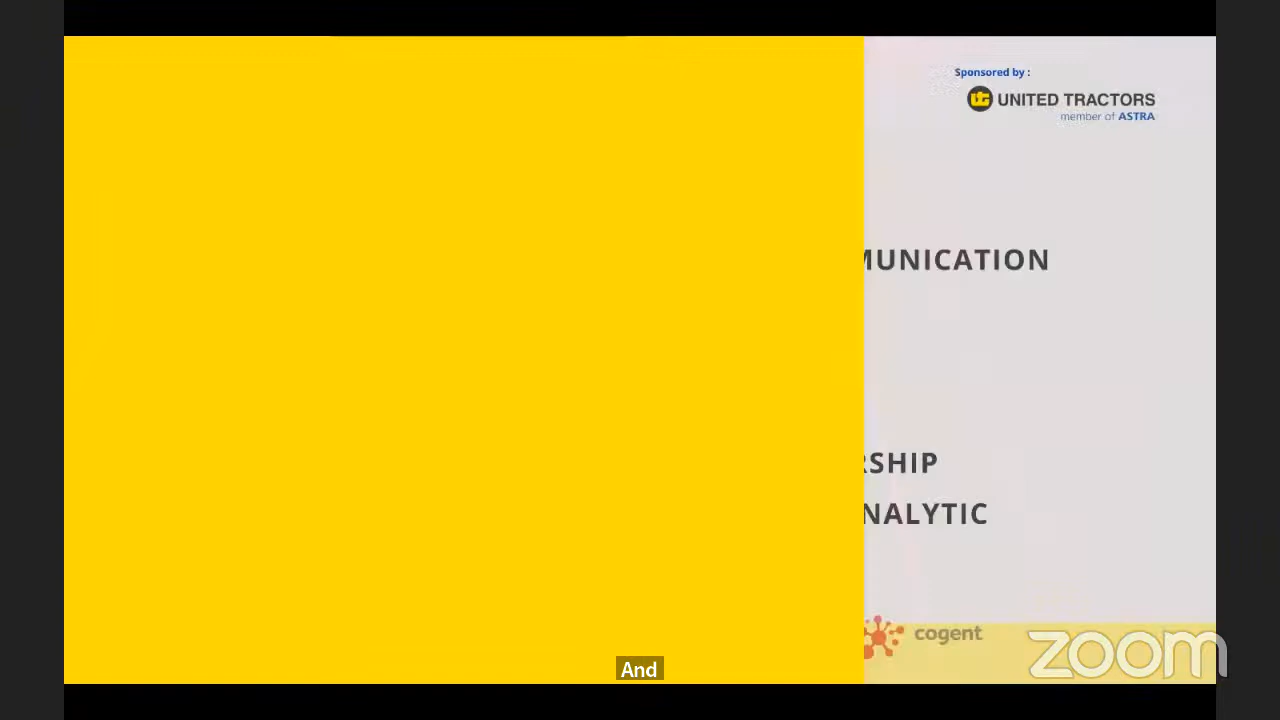 Sponsored by :
UNITED TRACTORS
member of ASTRA
MUNICATION
RSHIP
NALYTIC
cogent
zoom
And